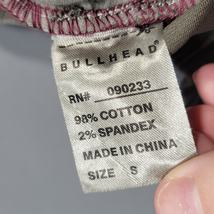 BULLHEAD
RN# 090233
98% COTTON
2% SPANDEX
MADE IN CHINA
SIZE S